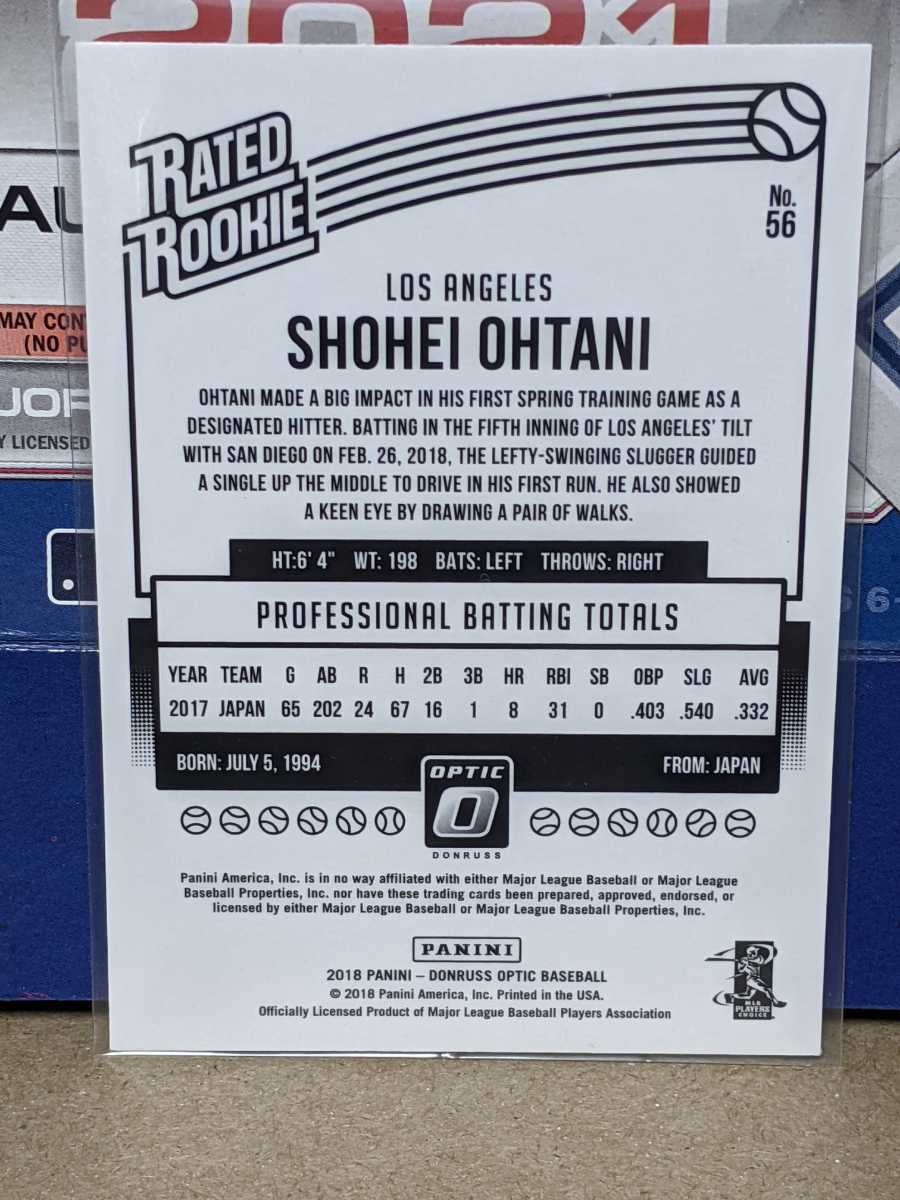 2021
RATED
ROOKIE
No.
56
LOS ANGELES
SHOHEI OHTANI
OHTANI MADE A BIG IMPACT IN HIS FIRST SPRING TRAINING GAME AS A
DESIGNATED HITTER. BATTING IN THE FIFTH INNING OF LOS ANGELES' TILT
WITH SAN DIEGO ON FEB. 26, 2018, THE LEFTY-SWINGING SLUGGER GUIDED
A SINGLE UP THE MIDDLE TO DRIVE IN HIS FIRST RUN. HE ALSO SHOWED
A KEEN EYE BY DRAWING A PAIR OF WALKS.
HT:6' 4" WT: 198 BATS: LEFT THROWS: RIGHT
PROFESSIONAL BATTING TOTALS
YEAR TEAM G AB R H 2B 3B HR RBI SB OBP SLG AVG
2017 JAPAN 65 202 24 67 16 1 8 31 0 .403 .540 .332
BORN: JULY 5, 1994 FROM: JAPAN
OPTIC
O
DONRUSS
Panini America, Inc. is in no way affiliated with either Major League Baseball or Major League
Baseball Properties, Inc. nor have these trading cards been prepared, approved, endorsed, or
licensed by either Major League Baseball or Major League Baseball Properties, Inc.
PANINI
2018 PANINI – DONRUSS OPTIC BASEBALL
© 2018 Panini America, Inc. Printed in the USA.
Officially Licensed Product of Major League Baseball Players Association
MLB
PLAYERS
CHOICE
AU
MAY CON
(NO PU
JOR
Y LICENSED